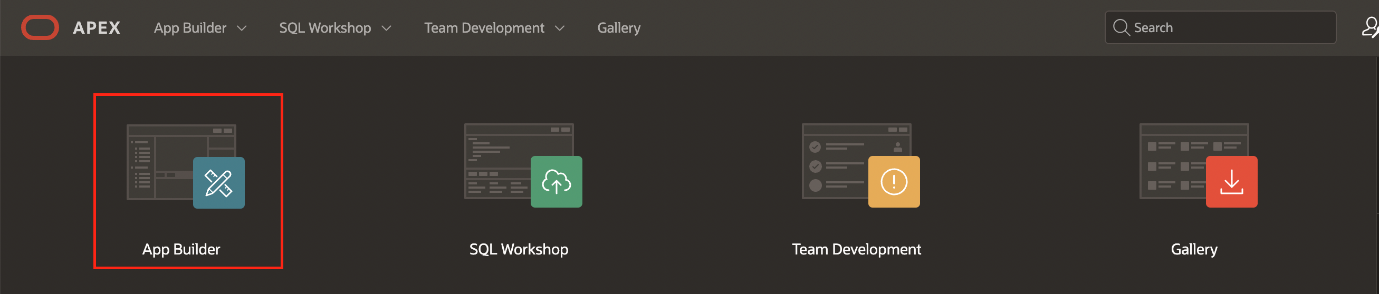 APEX App Builder SQL Workshop Team Development Gallery Search
App Builder SQL Workshop Team Development Gallery